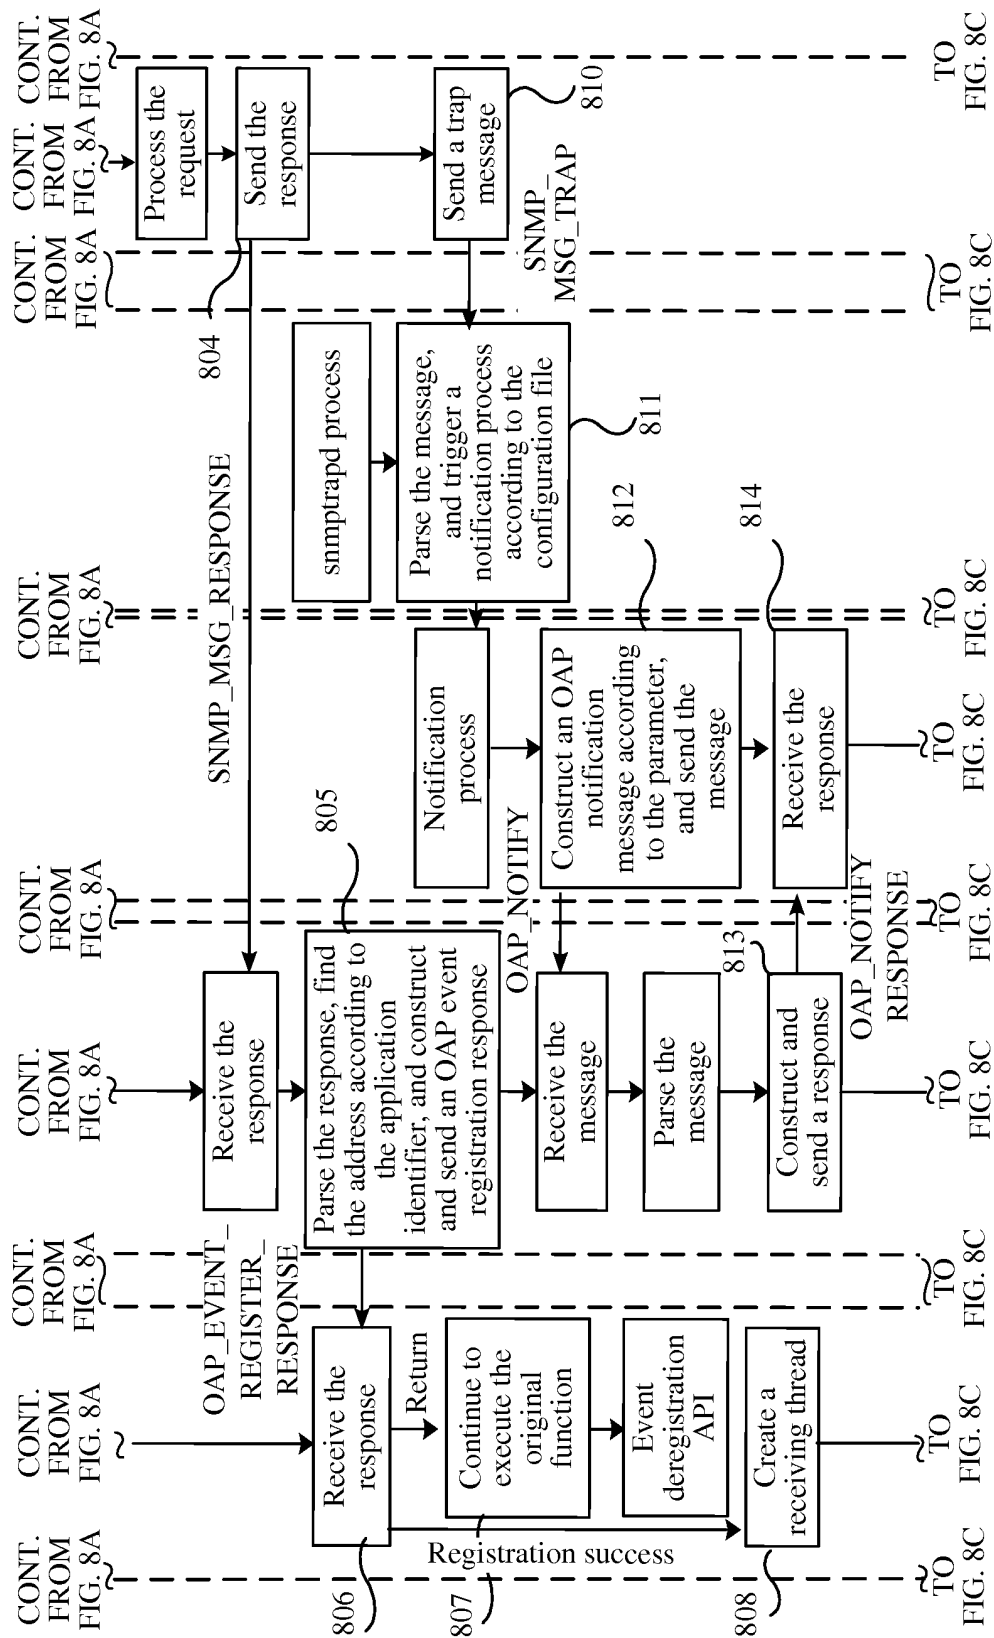 CONT.
FROM
FIG. 8A
CONT.
FROM
FIG. 8A
CONT.
FROM
FIG. 8A
CONT.
FROM
FIG. 8A
CONT.
FROM
FIG. 8A
CONT.
FROM
FIG. 8A
CONT.
FROM
FIG. 8A
CONT.
FROM
FIG. 8A
CONT.
FROM
FIG. 8A
Process the
request
Send the
response
804
SNMP_MSG_RESPONSE
Receive the
response
OAP_EVENT_
REGISTER_
RESPONSE
Parse the response, find
the address according to
the application
identifier, and construct
and send an OAP event
registration response
805
Receive the
response
806
Return
Continue to
execute the
original
function
807
Registration success
Event
deregistration
API
Create a
receiving thread
808
Send a trap
message
810
SNMP_
MSG_TRAP
snmptrapd process
Parse the message,
and trigger a
notification process
according to the
configuration file
811
Notification
process
Construct an OAP
notification
message according
to the parameter,
and send the
message
812
OAP_NOTIFY
Receive the
message
Parse the
message
Construct and
send a response
813
OAP_NOTIFY
RESPONSE
Receive the
response
814
TO
FIG. 8C
TO
FIG. 8C
TO
FIG. 8C
TO
FIG. 8C
TO
FIG. 8C
TO
FIG. 8C
TO
FIG. 8C
TO
FIG. 8C
TO
FIG. 8C